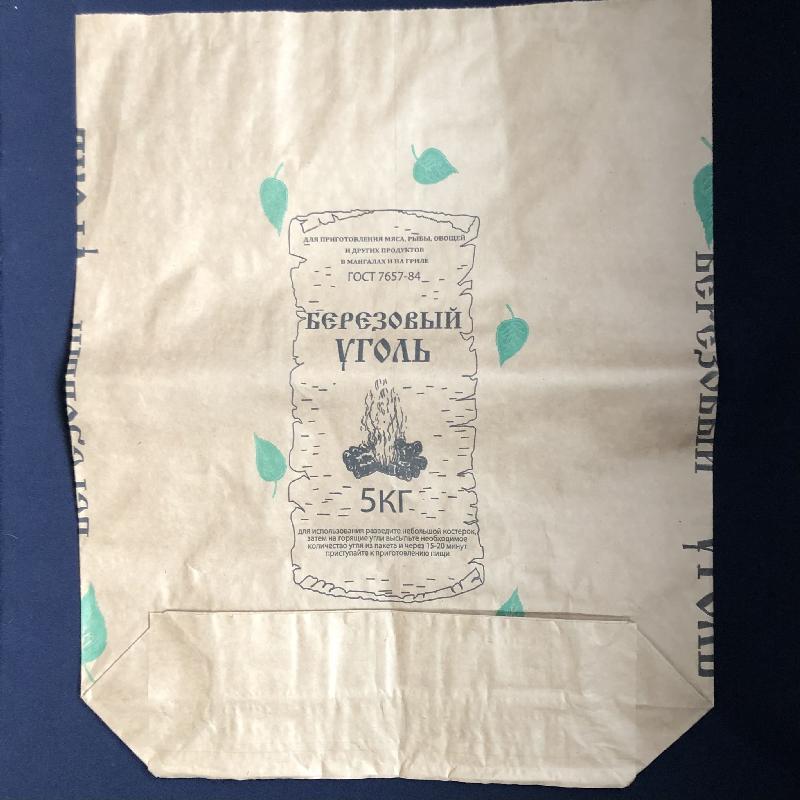 ДЛЯ ПРИГОТОВЛЕНИЯ МЯСА, РЫБЫ, ОВОЩЕЙ
И ДРУГИХ ПРОДУКТОВ
В МАНГАЛАХ И НА ГРИЛЕ
ГОСТ 7657-84
БЕРЕЗОВЫЙ
УГОЛЬ
5КГ
для использования разведите небольшой костерок,
затем на горящие угли высыпьте необходимое
количество угля из пакета и через 15-20 минут
приступайте к приготовлению пищи
БЕРЕЗОВЫЙ УГОЛЬ
БЕРЕЗОВЫЙ УГОЛЬ